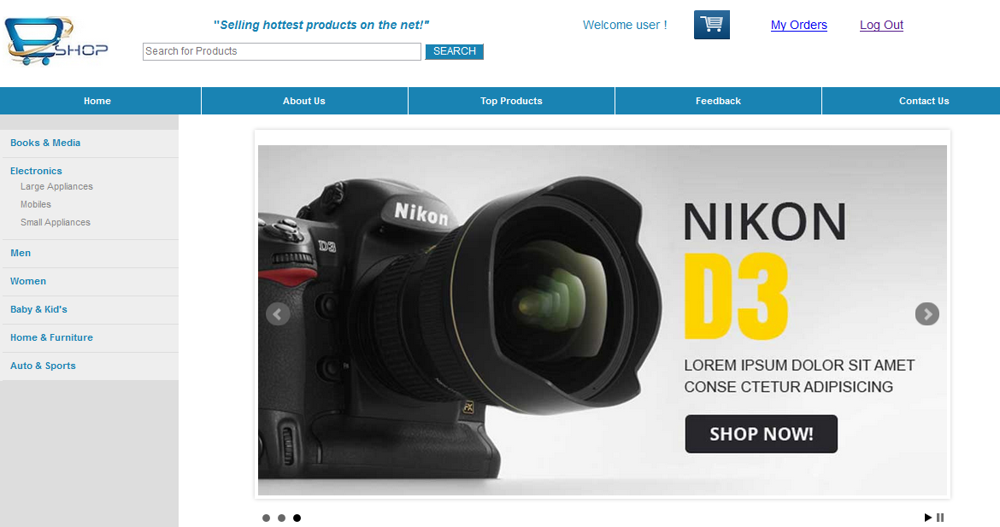 SHOP
"Selling hottest products on the net!"
Welcome user !
My Orders
Log Out
Search for Products
SEARCH
Home
About Us
Top Products
Feedback
Contact Us
Books & Media
Electronics
Large Appliances
Mobiles
Small Appliances
Men
Women
Baby & Kid's
Home & Furniture
Auto & Sports
Nikon
D3
FX
NIKON
D3
LOREM IPSUM DOLOR SIT AMET
CONSE CTETUR ADIPISICING
SHOP NOW!